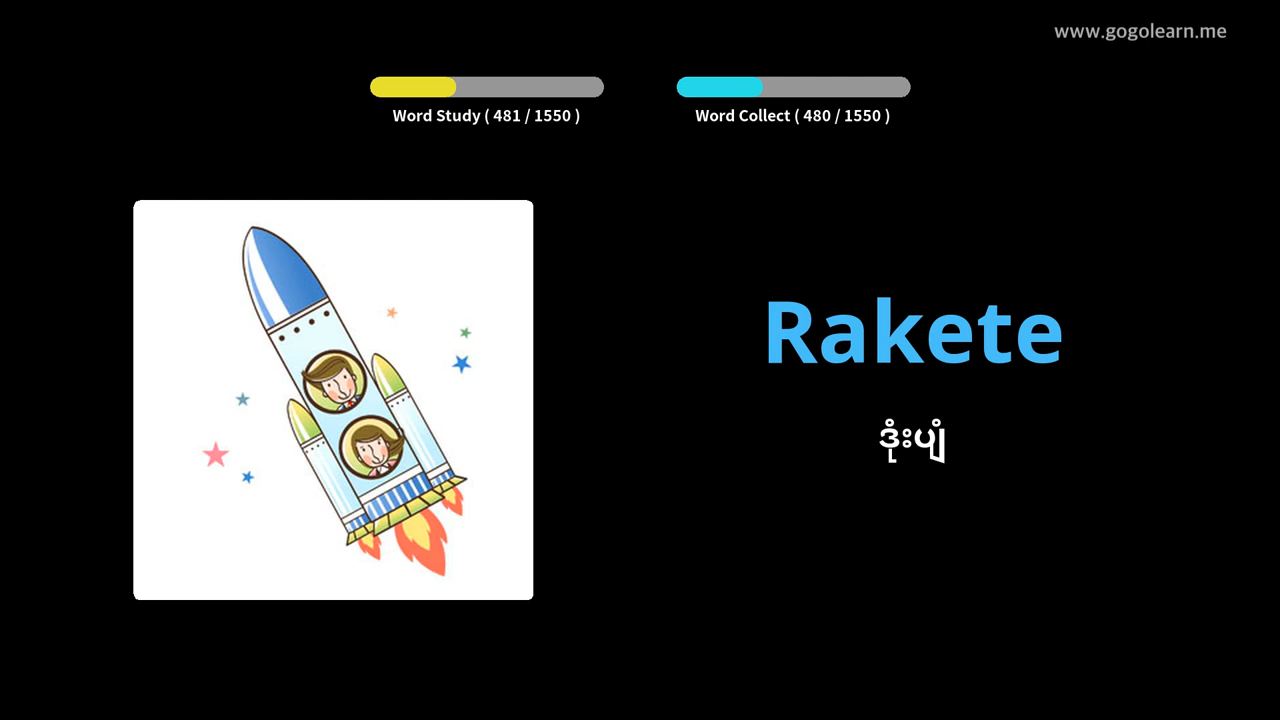 www.gogolearn.me
Word Study ( 481 / 1550 )
Word Collect ( 480 / 1550 )
Rakete
ဒုံးပျံ